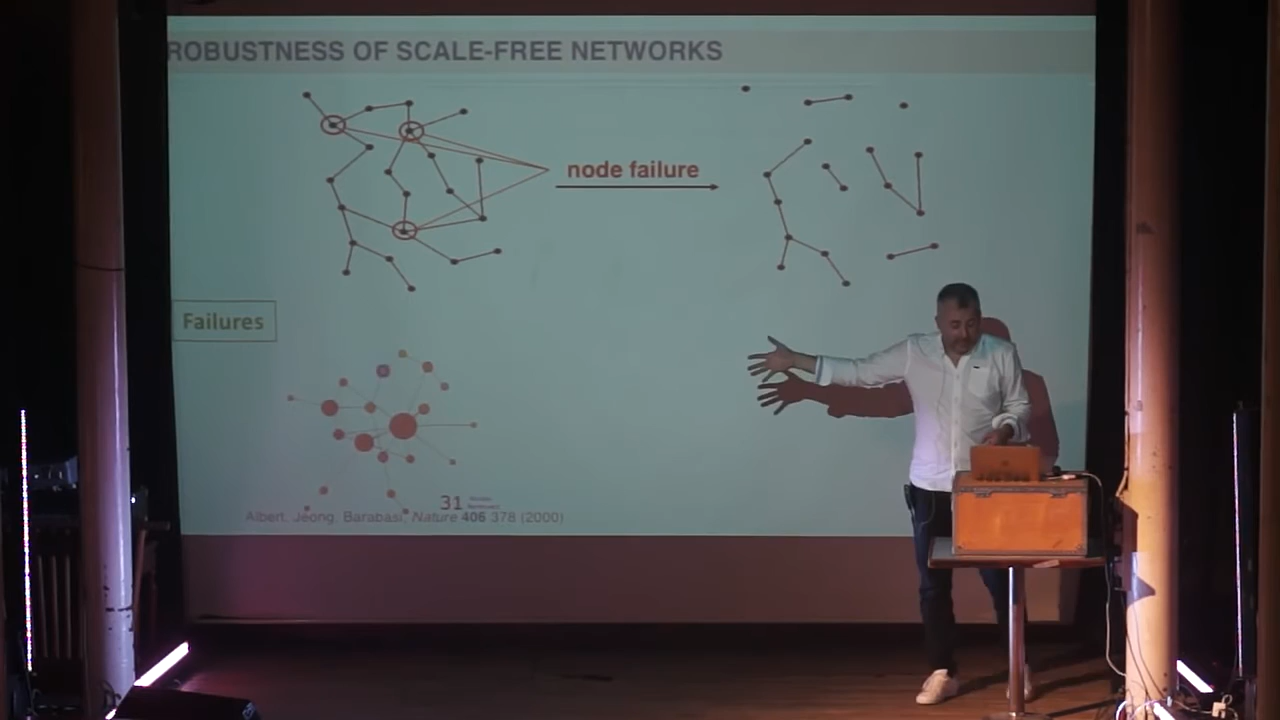 ROBUSTNESS OF SCALE-FREE NETWORKS
node failure
Failures
31
Albert, Jeong, Barabasi, Nature 406 378 (2000)